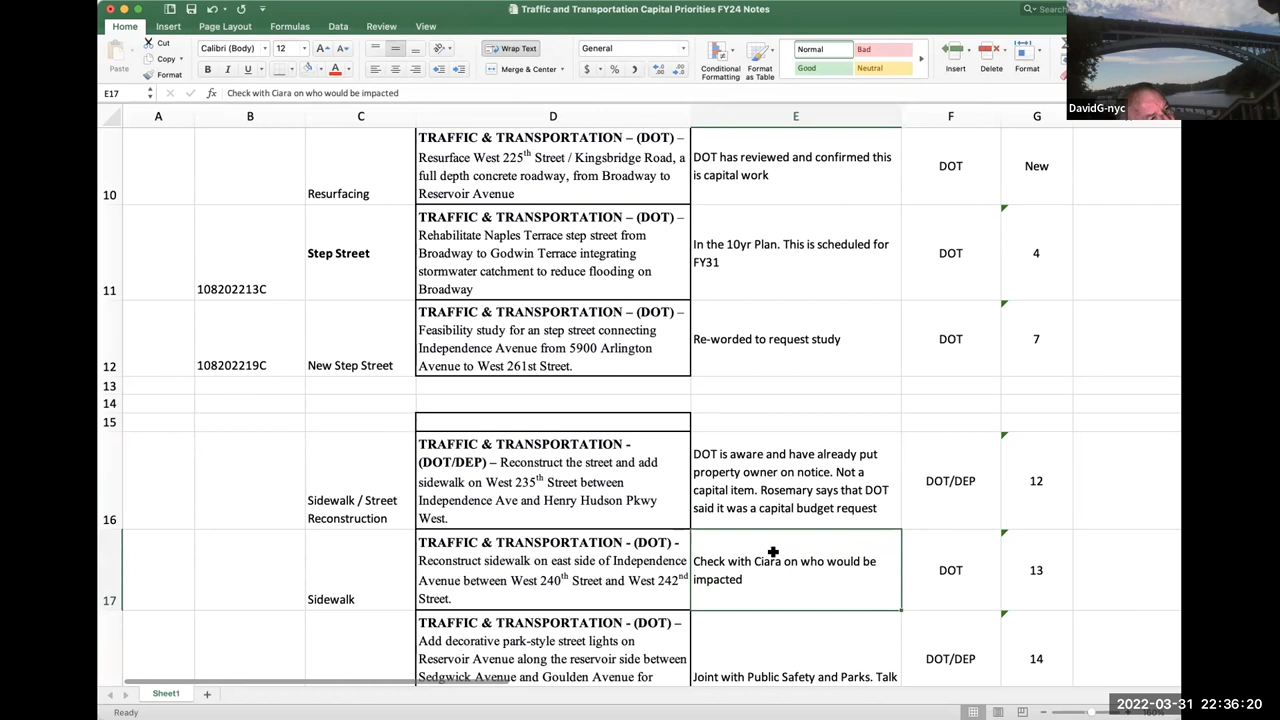 Traffic and Transportation Capital Priorities FY24 Notes
Home Insert Page Layout Formulas Data Review View
Paste
Cut
Copy
Format
Calibri (Body) 12
B I U
Wrap Text
Merge & Center
General
$ % )
Conditional Formatting
Format as Table
Normal Bad
Good Neutral
Insert Delete Format
DavidG-nyc
E17 fx Check with Ciara on who would be impacted
A B C D E F G
10
Resurfacing
TRAFFIC & TRANSPORTATION – (DOT) –
Resurface West 225th Street / Kingsbridge Road, a
full depth concrete roadway, from Broadway to
Reservoir Avenue
DOT has reviewed and confirmed this
is capital work
DOT
New
11
108202213C
Step Street
TRAFFIC & TRANSPORTATION – (DOT) –
Rehabilitate Naples Terrace step street from
Broadway to Godwin Terrace integrating
stormwater catchment to reduce flooding on
Broadway
In the 10yr Plan. This is scheduled for
FY31
DOT
4
12
108202219C
New Step Street
TRAFFIC & TRANSPORTATION – (DOT) –
Feasibility study for an step street connecting
Independence Avenue from 5900 Arlington
Avenue to West 261st Street.
Re-worded to request study
DOT
7
13
14
15
16
Sidewalk / Street
Reconstruction
TRAFFIC & TRANSPORTATION -
(DOT/DEP) – Reconstruct the street and add
sidewalk on West 235th Street between
Independence Ave and Henry Hudson Pkwy
West.
DOT is aware and have already put
property owner on notice. Not a
capital item. Rosemary says that DOT
said it was a capital budget request
DOT/DEP
12
17
Sidewalk
TRAFFIC & TRANSPORTATION - (DOT) -
Reconstruct sidewalk on east side of Independence
Avenue between West 240th Street and West 242nd
Street.
Check with Ciara on who would be
impacted
DOT
13
TRAFFIC & TRANSPORTATION - (DOT) –
Add decorative park-style street lights on
Reservoir Avenue along the reservoir side between
Sedgwick Avenue and Goulden Avenue for
Joint with Public Safety and Parks. Talk
DOT/DEP
14
Sheet1
Ready
2022-03-31 22:36:20